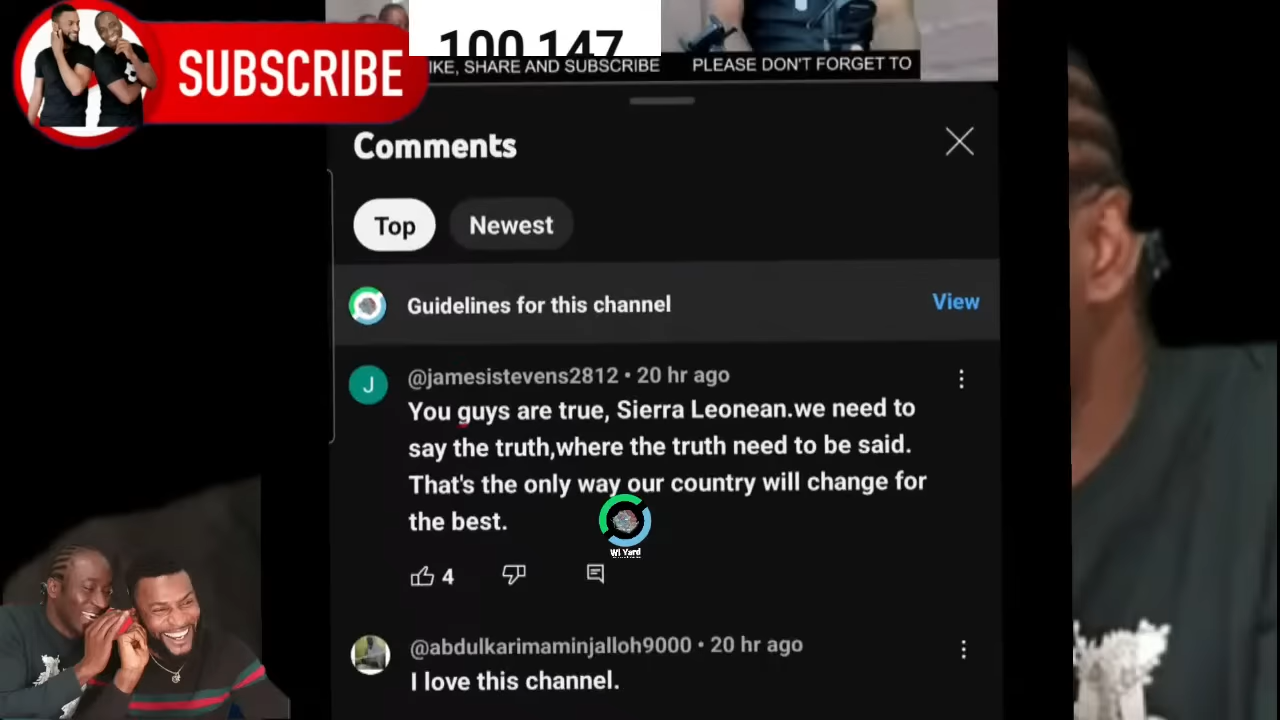 SUBSCRIBE
100,147
IKE, SHARE AND SUBSCRIBE PLEASE DON'T FORGET TO
Comments
Top Newest
Guidelines for this channel View
J
@jamesistevens2812 • 20 hr ago
You guys are true, Sierra Leonean.we need to
say the truth,where the truth need to be said.
That's the only way our country will change for
the best.
Wi Yard
4
@abdulkarimaminjalloh9000 • 20 hr ago
I love this channel.